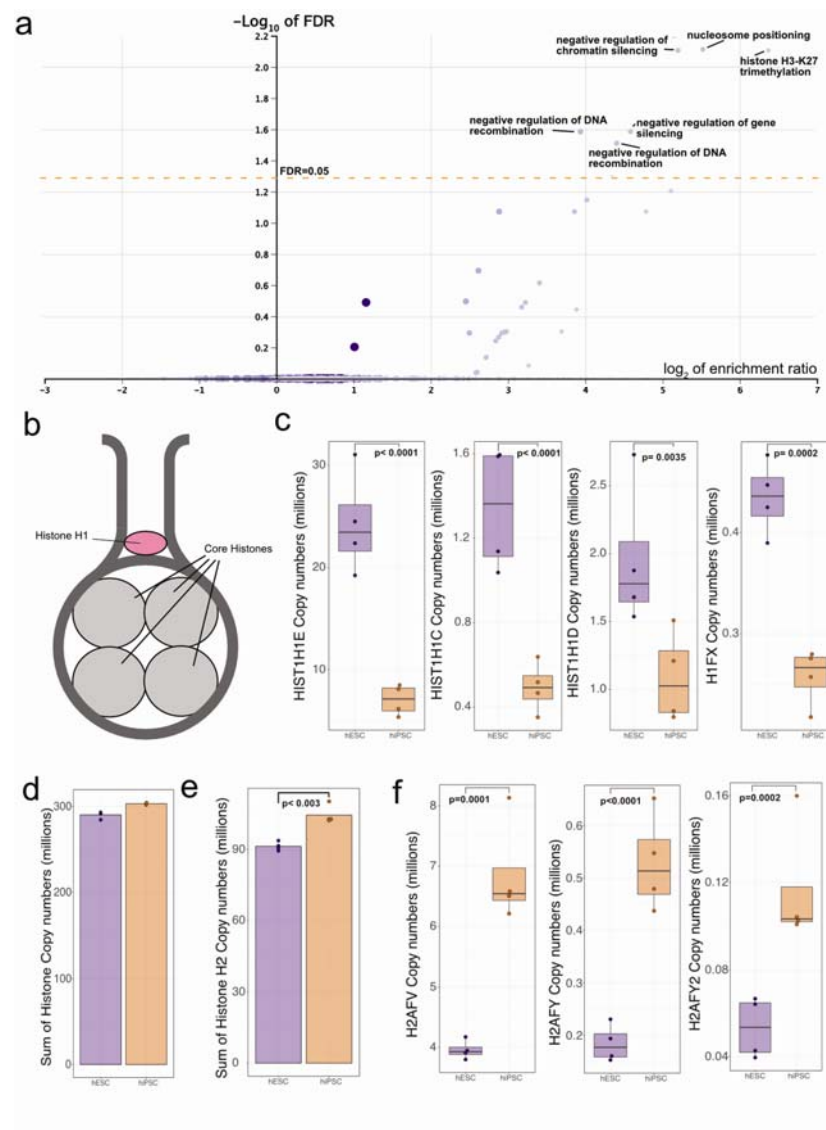 a
−Log10 of FDR
2.2
2.0
1.8
1.6
1.4
1.2
1.0
0.8
0.6
0.4
0.2
negative regulation of
chromatin silencing
nucleosome positioning
histone H3-K27
trimethylation
negative regulation of DNA
recombination
negative regulation of gene
silencing
negative regulation of DNA
recombination
FDR=0.05
log2 of enrichment ratio
-3 -2 -1 0 1 2 3 4 5 6 7
b
Histone H1
Core Histones
c
HIST1H1E Copy numbers (millions)
30
20
10
p< 0.0001
hESC hiPSC
HIST1H1C Copy numbers (millions)
1.6
1.2
0.8
0.4
p<0.0001
hESC hiPSC
HIST1H1D Copy numbers (millions)
2.5
2.0
1.5
1.0
p= 0.0035
hESC hiPSC
H1FX Copy numbers (millions)
0.4
0.3
p= 0.0002
hESC hiPSC
d
Sum of Histone Copy numbers (millions)
300
200
100
0
hESC hiPSC
e
Sum of Histone H2 Copy numbers (millions)
90
60
30
0
p< 0.003
hESC hiPSC
f
H2AFV Copy numbers (millions)
8
7
6
5
4
p=0.0001
hESC hiPSC
H2AFY Copy numbers (millions)
0.6
0.5
0.4
0.3
0.2
p<0.0001
hESC hiPSC
H2AFY2 Copy numbers (millions)
0.16
0.12
0.08
0.04
p=0.0002
hESC hiPSC